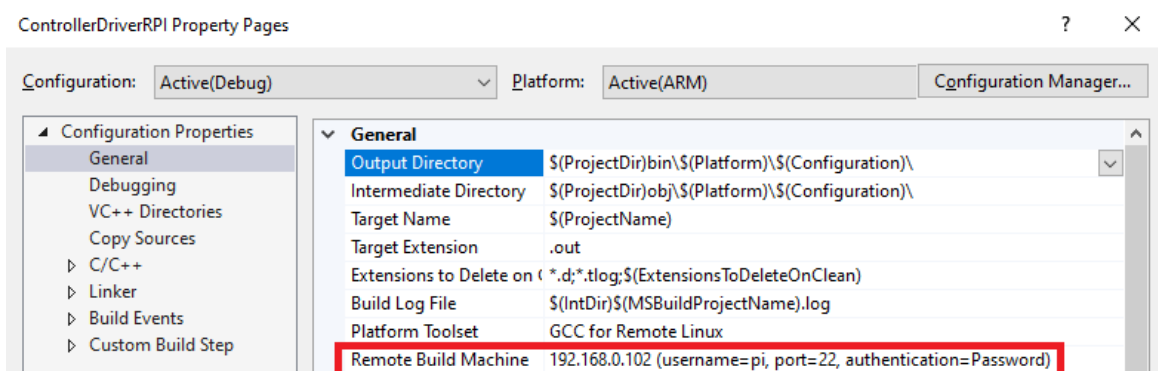 ControllerDriverRPI Property Pages ? ×
Configuration: Active(Debug) Platform: Active(ARM) Configuration Manager...
Configuration Properties
General
Debugging
VC++ Directories
Copy Sources
C/C++
Linker
Build Events
Custom Build Step
General
Output Directory $(ProjectDir)bin\$(Platform)\$(Configuration)\
Intermediate Directory $(ProjectDir)obj\$(Platform)\$(Configuration)\
Target Name $(ProjectName)
Target Extension .out
Extensions to Delete on ( *.d;*.tlog;$(ExtensionsToDeleteOnClean)
Build Log File $(IntDir)$(MSBuildProjectName).log
Platform Toolset GCC for Remote Linux
Remote Build Machine 192.168.0.102 (username=pi, port=22, authentication=Password)